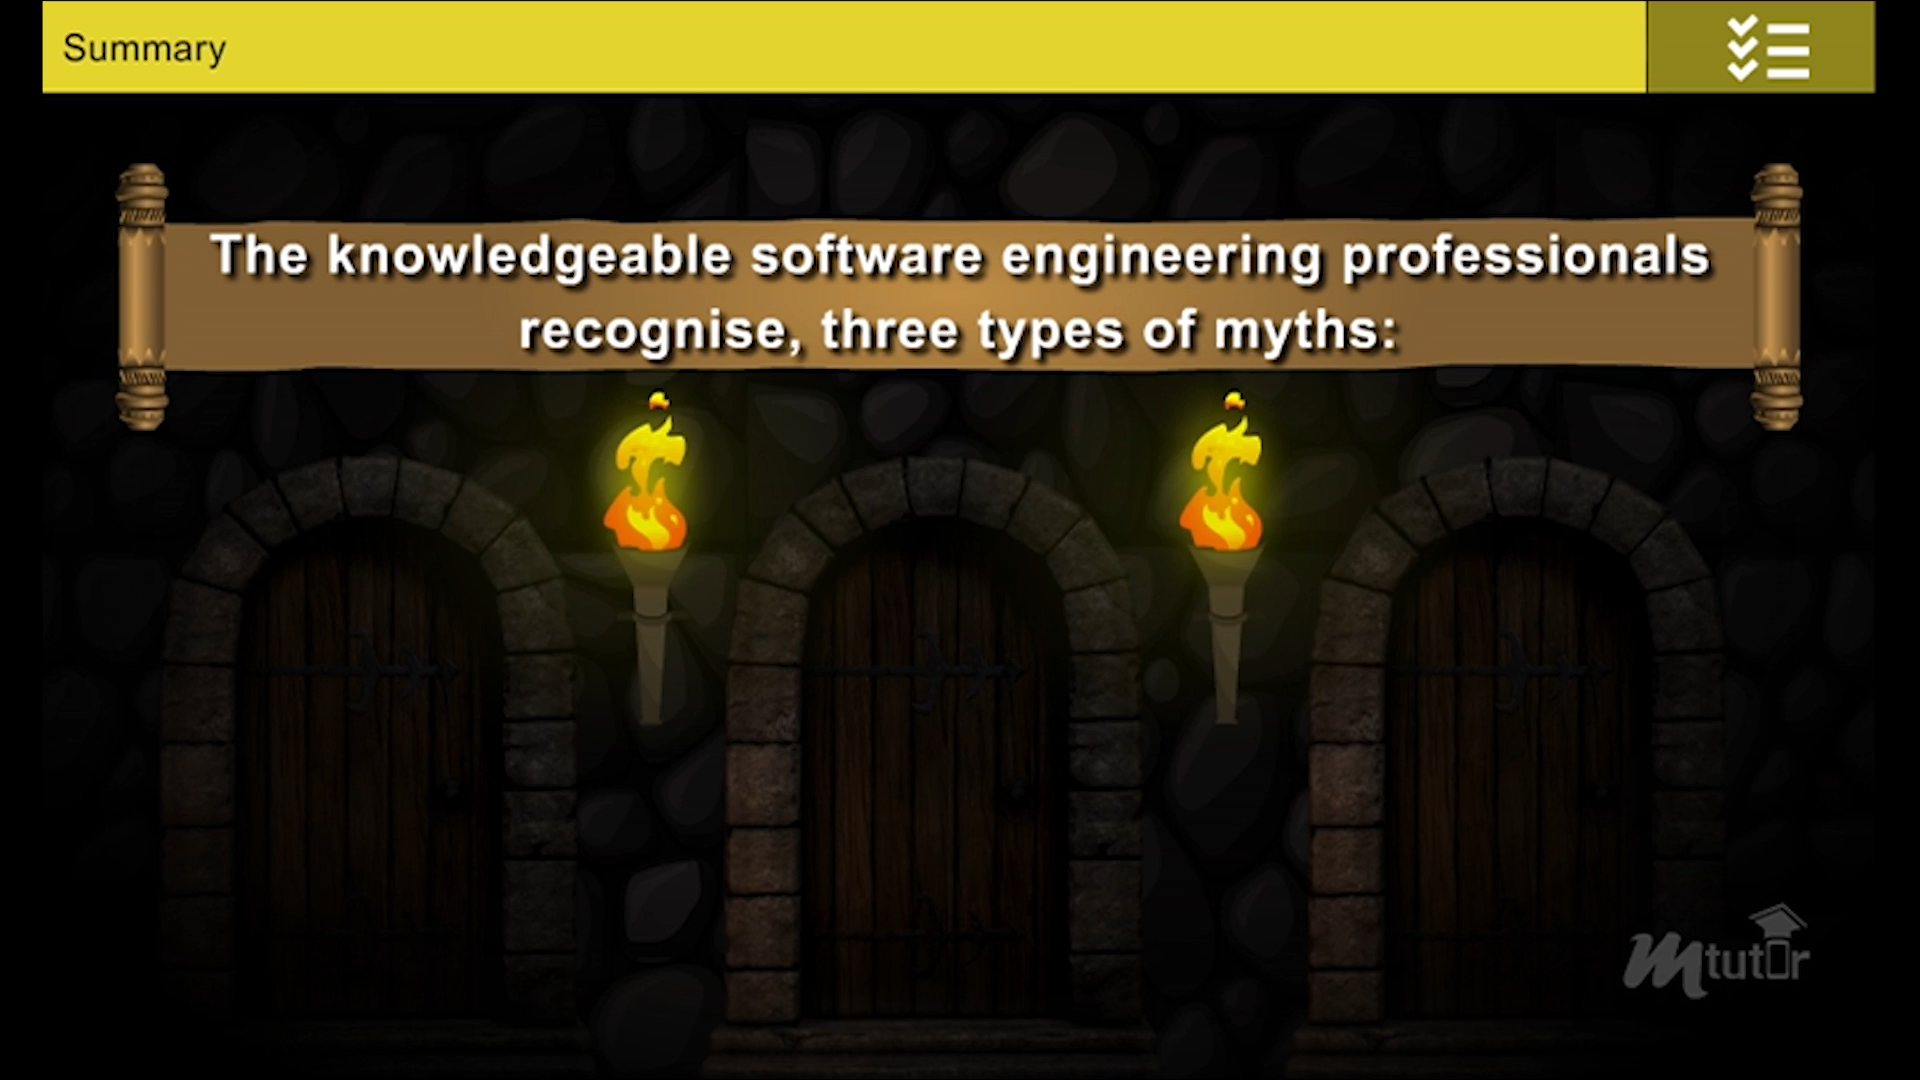 Summary
The knowledgeable software engineering professionals
recognise, three types of myths:
Mtutor